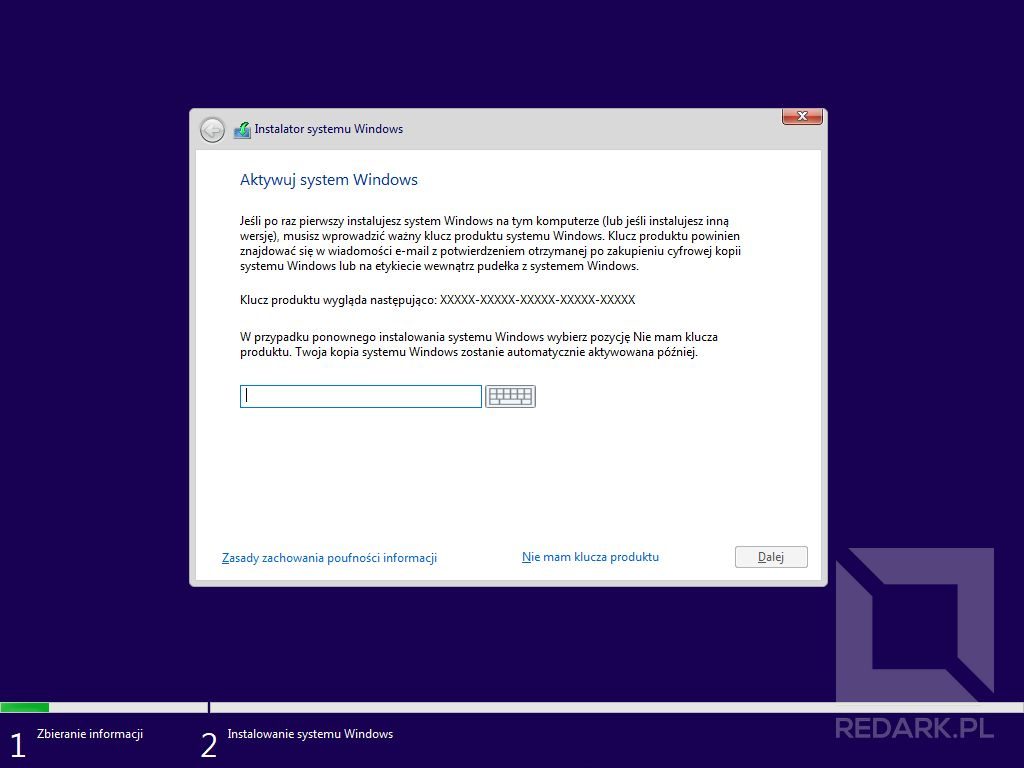 Instalator systemu Windows
Aktywuj system Windows
Jeśli po raz pierwszy instalujesz system Windows na tym komputerze (lub jeśli instalujesz inną
wersję), musisz wprowadzić ważny klucz produktu systemu Windows. Klucz produktu powinien
znajdować się w wiadomości e-mail z potwierdzeniem otrzymanej po zakupieniu cyfrowej kopii
systemu Windows lub na etykiecie wewnątrz pudełka z systemem Windows.
Klucz produktu wygląda następująco: XXXXX-XXXXX-XXXXX-XXXXX-XXXXX
W przypadku ponownego instalowania systemu Windows wybierz pozycję Nie mam klucza
produktu. Twoja kopia systemu Windows zostanie automatycznie aktywowana później.
Zasady zachowania poufności informacji
Nie mam klucza produktu
Dalej
REDARK.PL
1 Zbieranie informacji
2 Instalowanie systemu Windows